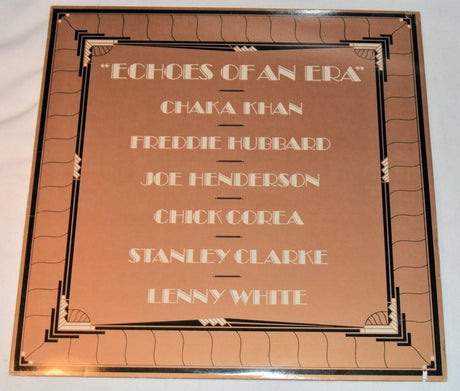 "ECHOES OF AN ERA"
CHAKA KHAN
FREDDIE HUBBARD
JOE HENDERSON
CHICK COREA
STANLEY CLARKE
LENNY WHITE